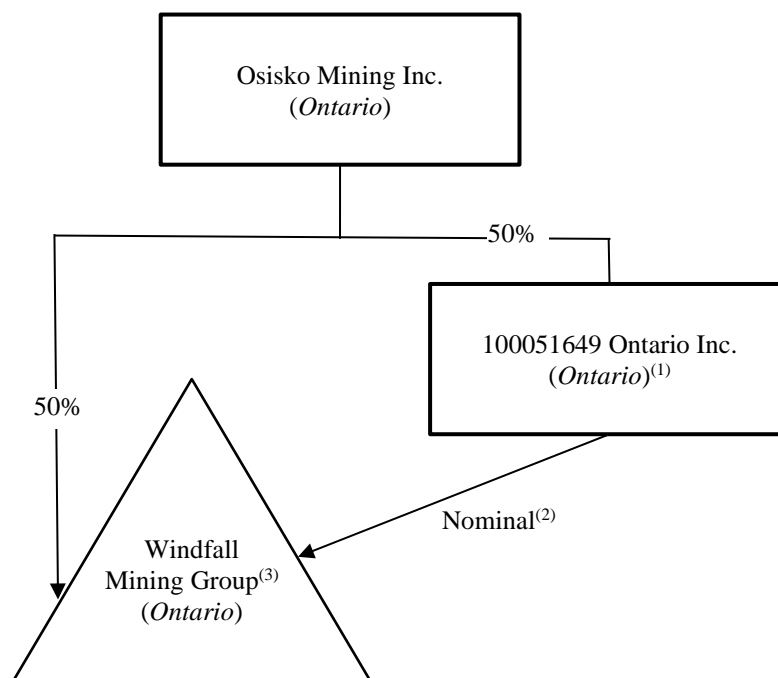 Osisko Mining Inc.
(Ontario)
50%
100051649 Ontario Inc.
(Ontario)(1)
50%
Nominal(2)
Windfall
Mining Group(3)
(Ontario)